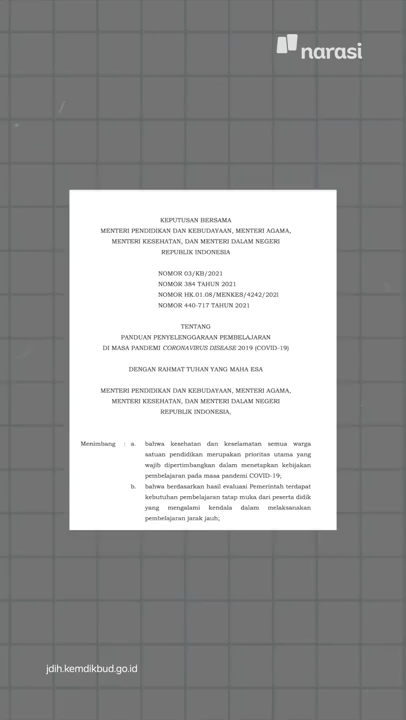 narasi
KEPUTUSAN BERSAMA
MENTERI PENDIDIKAN DAN KEBUDAYAAN, MENTERI AGAMA,
MENTERI KESEHATAN, DAN MENTERI DALAM NEGERI
REPUBLIK INDONESIA
NOMOR 03/KB/2021
NOMOR 384 TAHUN 2021
NOMOR HK.01.08/MENKES/4242/2021
NOMOR 440-717 TAHUN 2021
TENTANG
PANDUAN PENYELENGGARAAN PEMBELAJARAN
DI MASA PANDEMI CORONAVIRUS DISEASE 2019 (COVID-19)
DENGAN RAHMAT TUHAN YANG MAHA ESA
MENTERI PENDIDIKAN DAN KEBUDAYAAN, MENTERI AGAMA,
MENTERI KESEHATAN, DAN MENTERI DALAM NEGERI
REPUBLIK INDONESIA,
Menimbang : a. bahwa kesehatan dan keselamatan semua warga
satuan pendidikan merupakan prioritas utama yang
wajib dipertimbangkan dalam menetapkan kebijakan
pembelajaran pada masa pandemi COVID-19;
b. bahwa berdasarkan hasil evaluasi Pemerintah terdapat
kebutuhan pembelajaran tatap muka dari peserta didik
yang mengalami kendala dalam melaksanakan
pembelajaran jarak jauh;
jdih.kemdikbud.go.id